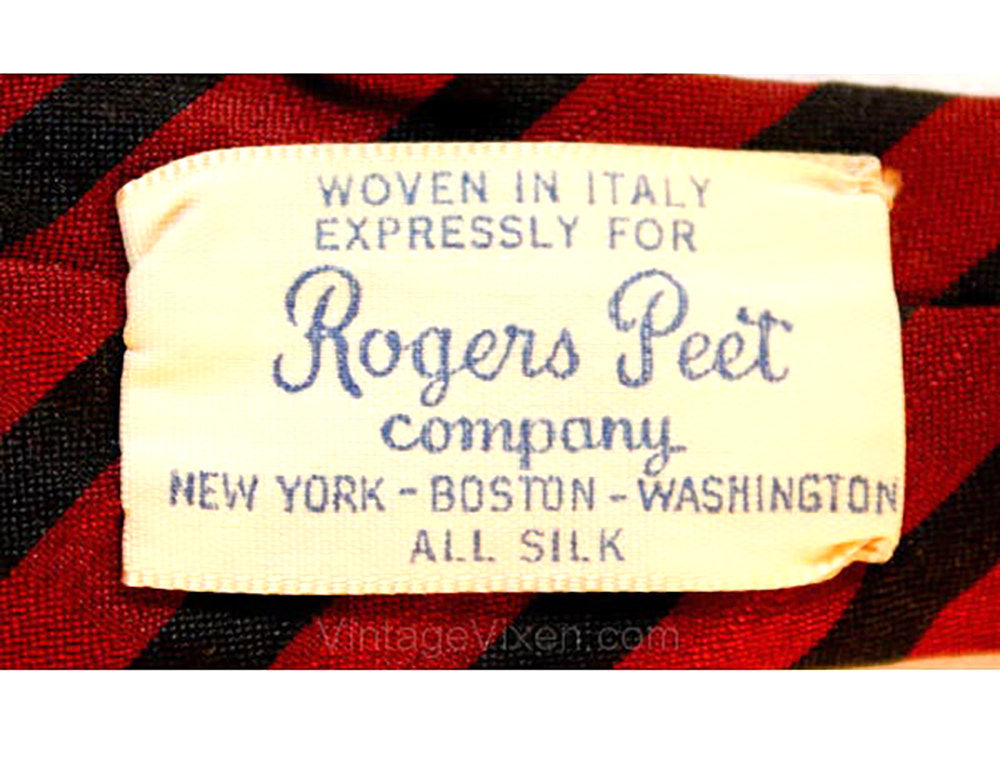 WOVEN IN ITALY
EXPRESSLY FOR
Rogers Peet
company
NEW YORK - BOSTON - WASHINGTON
ALL SILK
VintageVixen.com